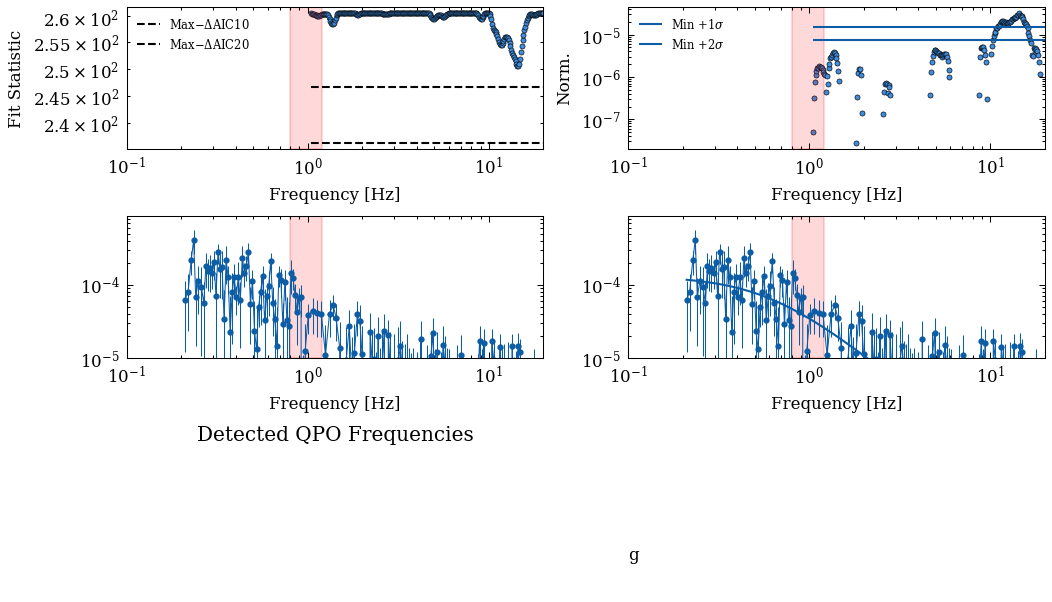 Fit Statistic
2.6 × 10²
2.55 × 10²
2.5 × 10²
2.45 × 10²
2.4 × 10²
Max−ΔAIC10
Max−ΔAIC20
10⁻¹ 10⁰ 10¹
Frequency [Hz]
Norm.
10⁻⁵
10⁻⁶
10⁻⁷
Min +1σ
Min +2σ
10⁻¹ 10⁰ 10¹
Frequency [Hz]
10⁻⁴
10⁻⁵
10⁻¹ 10⁰ 10¹
Frequency [Hz]
10⁻⁴
10⁻⁵
10⁻¹ 10⁰ 10¹
Frequency [Hz]
Detected QPO Frequencies
g